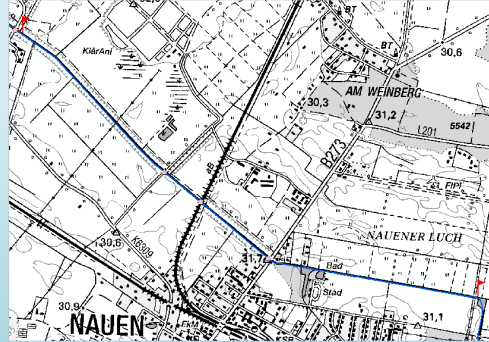 BT
KlärAnl
BT
30,6
AM WEINBERG
30,3
31,2
L201
5542
B273
30,6
K6309
NAUENER LUCH
31,7
Bad
Stad
30,9
31,1
NAUEN